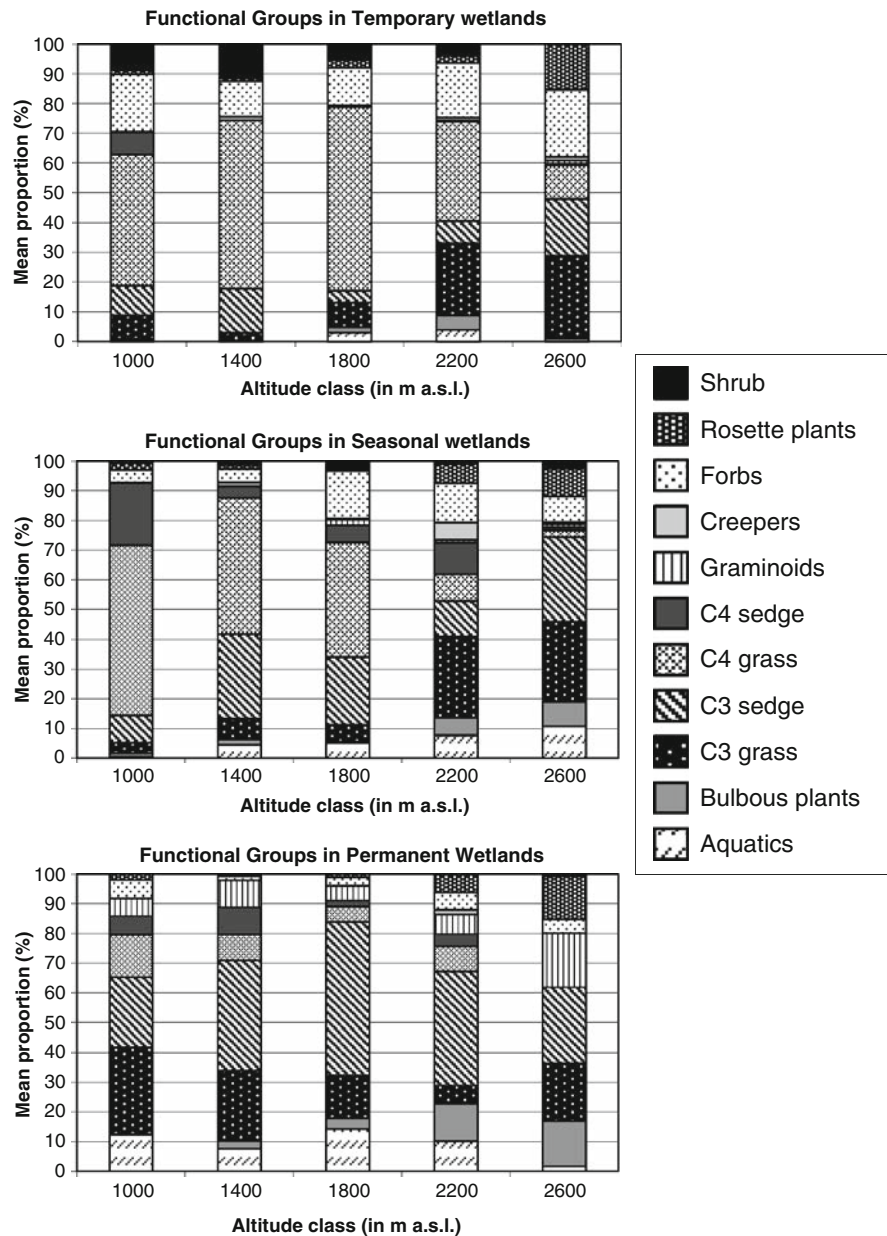 Functional Groups in Temporary wetlands
Mean proportion (%)
100
90
80
70
60
50
40
30
20
10
0
1000 1400 1800 2200 2600
Altitude class (in m a.s.l.)
Functional Groups in Seasonal wetlands
Mean proportion (%)
100
90
80
70
60
50
40
30
20
10
0
1000 1400 1800 2200 2600
Altitude class (in m a.s.l.)
Functional Groups in Permanent Wetlands
Mean proportion (%)
100
90
80
70
60
50
40
30
20
10
0
1000 1400 1800 2200 2600
Altitude class (in m a.s.l.)
Shrub
Rosette plants
Forbs
Creepers
Graminoids
C4 sedge
C4 grass
C3 sedge
C3 grass
Bulbous plants
Aquatics